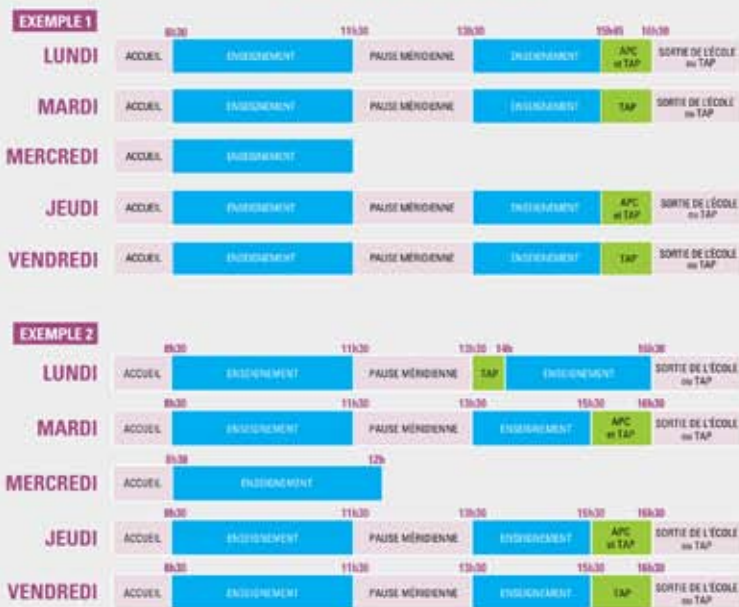 EXEMPLE 1
8h30 11h30 13h30 15h45 16h30
LUNDI ACCUEIL ENSEIGNEMENT PAUSE MÉRIDIENNE ENSEIGNEMENT APC et TAP SORTIE DE L'ÉCOLE ou TAP
MARDI ACCUEIL ENSEIGNEMENT PAUSE MÉRIDIENNE ENSEIGNEMENT TAP SORTIE DE L'ÉCOLE ou TAP
MERCREDI ACCUEIL ENSEIGNEMENT
JEUDI ACCUEIL ENSEIGNEMENT PAUSE MÉRIDIENNE ENSEIGNEMENT APC et TAP SORTIE DE L'ÉCOLE ou TAP
VENDREDI ACCUEIL ENSEIGNEMENT PAUSE MÉRIDIENNE ENSEIGNEMENT TAP SORTIE DE L'ÉCOLE ou TAP
EXEMPLE 2
8h30 11h30 13h30 14h 16h30
LUNDI ACCUEIL ENSEIGNEMENT PAUSE MÉRIDIENNE TAP ENSEIGNEMENT SORTIE DE L'ÉCOLE ou TAP
8h30 11h30 13h30 15h30 16h30
MARDI ACCUEIL ENSEIGNEMENT PAUSE MÉRIDIENNE ENSEIGNEMENT APC et TAP SORTIE DE L'ÉCOLE ou TAP
8h30 12h
MERCREDI ACCUEIL ENSEIGNEMENT
8h30 11h30 13h30 15h30 16h30
JEUDI ACCUEIL ENSEIGNEMENT PAUSE MÉRIDIENNE ENSEIGNEMENT APC et TAP SORTIE DE L'ÉCOLE ou TAP
8h30 11h30 13h30 15h30 16h30
VENDREDI ACCUEIL ENSEIGNEMENT PAUSE MÉRIDIENNE ENSEIGNEMENT TAP SORTIE DE L'ÉCOLE ou TAP